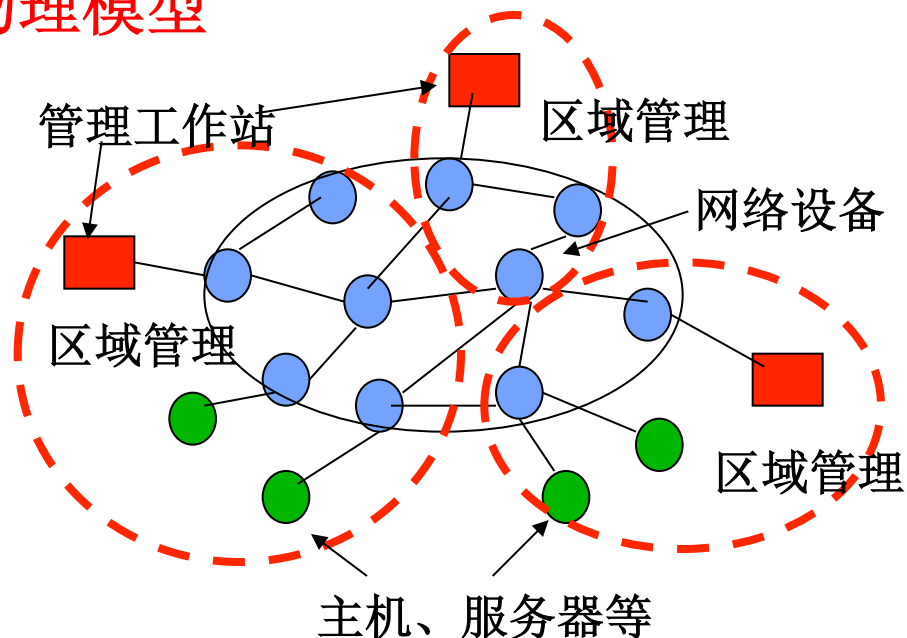 物理模型
管理工作站
区域管理
网络设备
区域管理
区域管理
主机、服务器等